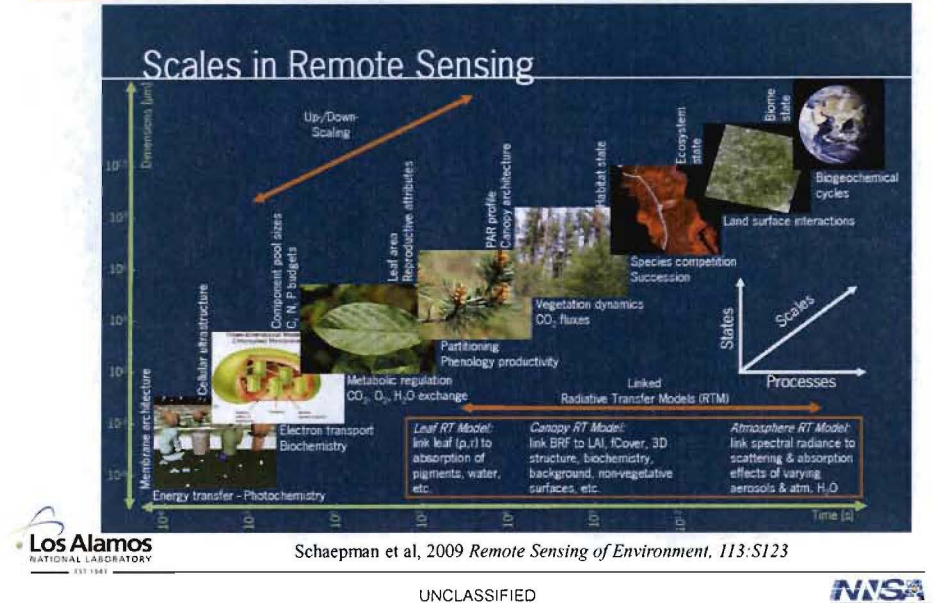 Scales in Remote Sensing
Dimensions [µm]
Up-/Down-
Scaling
Biome
state
Ecosystem
state
Habitat state
PAR profile
Canopy architecture
Leaf area
Reproductive attributes
Component pool sizes
C, N, P budgets
Cellular ultrastructure
Membrane architecture
Biogeochemical
cycles
Land surface interactions
Species competition
Succession
Vegetation dynamics
CO₂ fluxes
Partitioning
Phenology productivity
Metabolic regulation
CO₂, O₂, H₂O exchange
Electron transport
Biochemistry
Energy transfer - Photochemistry
States
Scales
Processes
Linked
Radiative Transfer Models (RTM)
Leaf RT Model:
link leaf (ρ,τ) to
absorption of
pigments, water,
etc.
Canopy RT Model:
link BRF to LAI, fCover, 3D
structure, biochemistry,
background, non-vegetative
surfaces, etc.
Atmosphere RT Model:
link spectral radiance to
scattering & absorption
effects of varying
aerosols & atm. H₂O
Time [s]
Los Alamos
NATIONAL LABORATORY
EST 1943
Schaepman et al, 2009 Remote Sensing of Environment, 113:S123
UNCLASSIFIED
NNSA